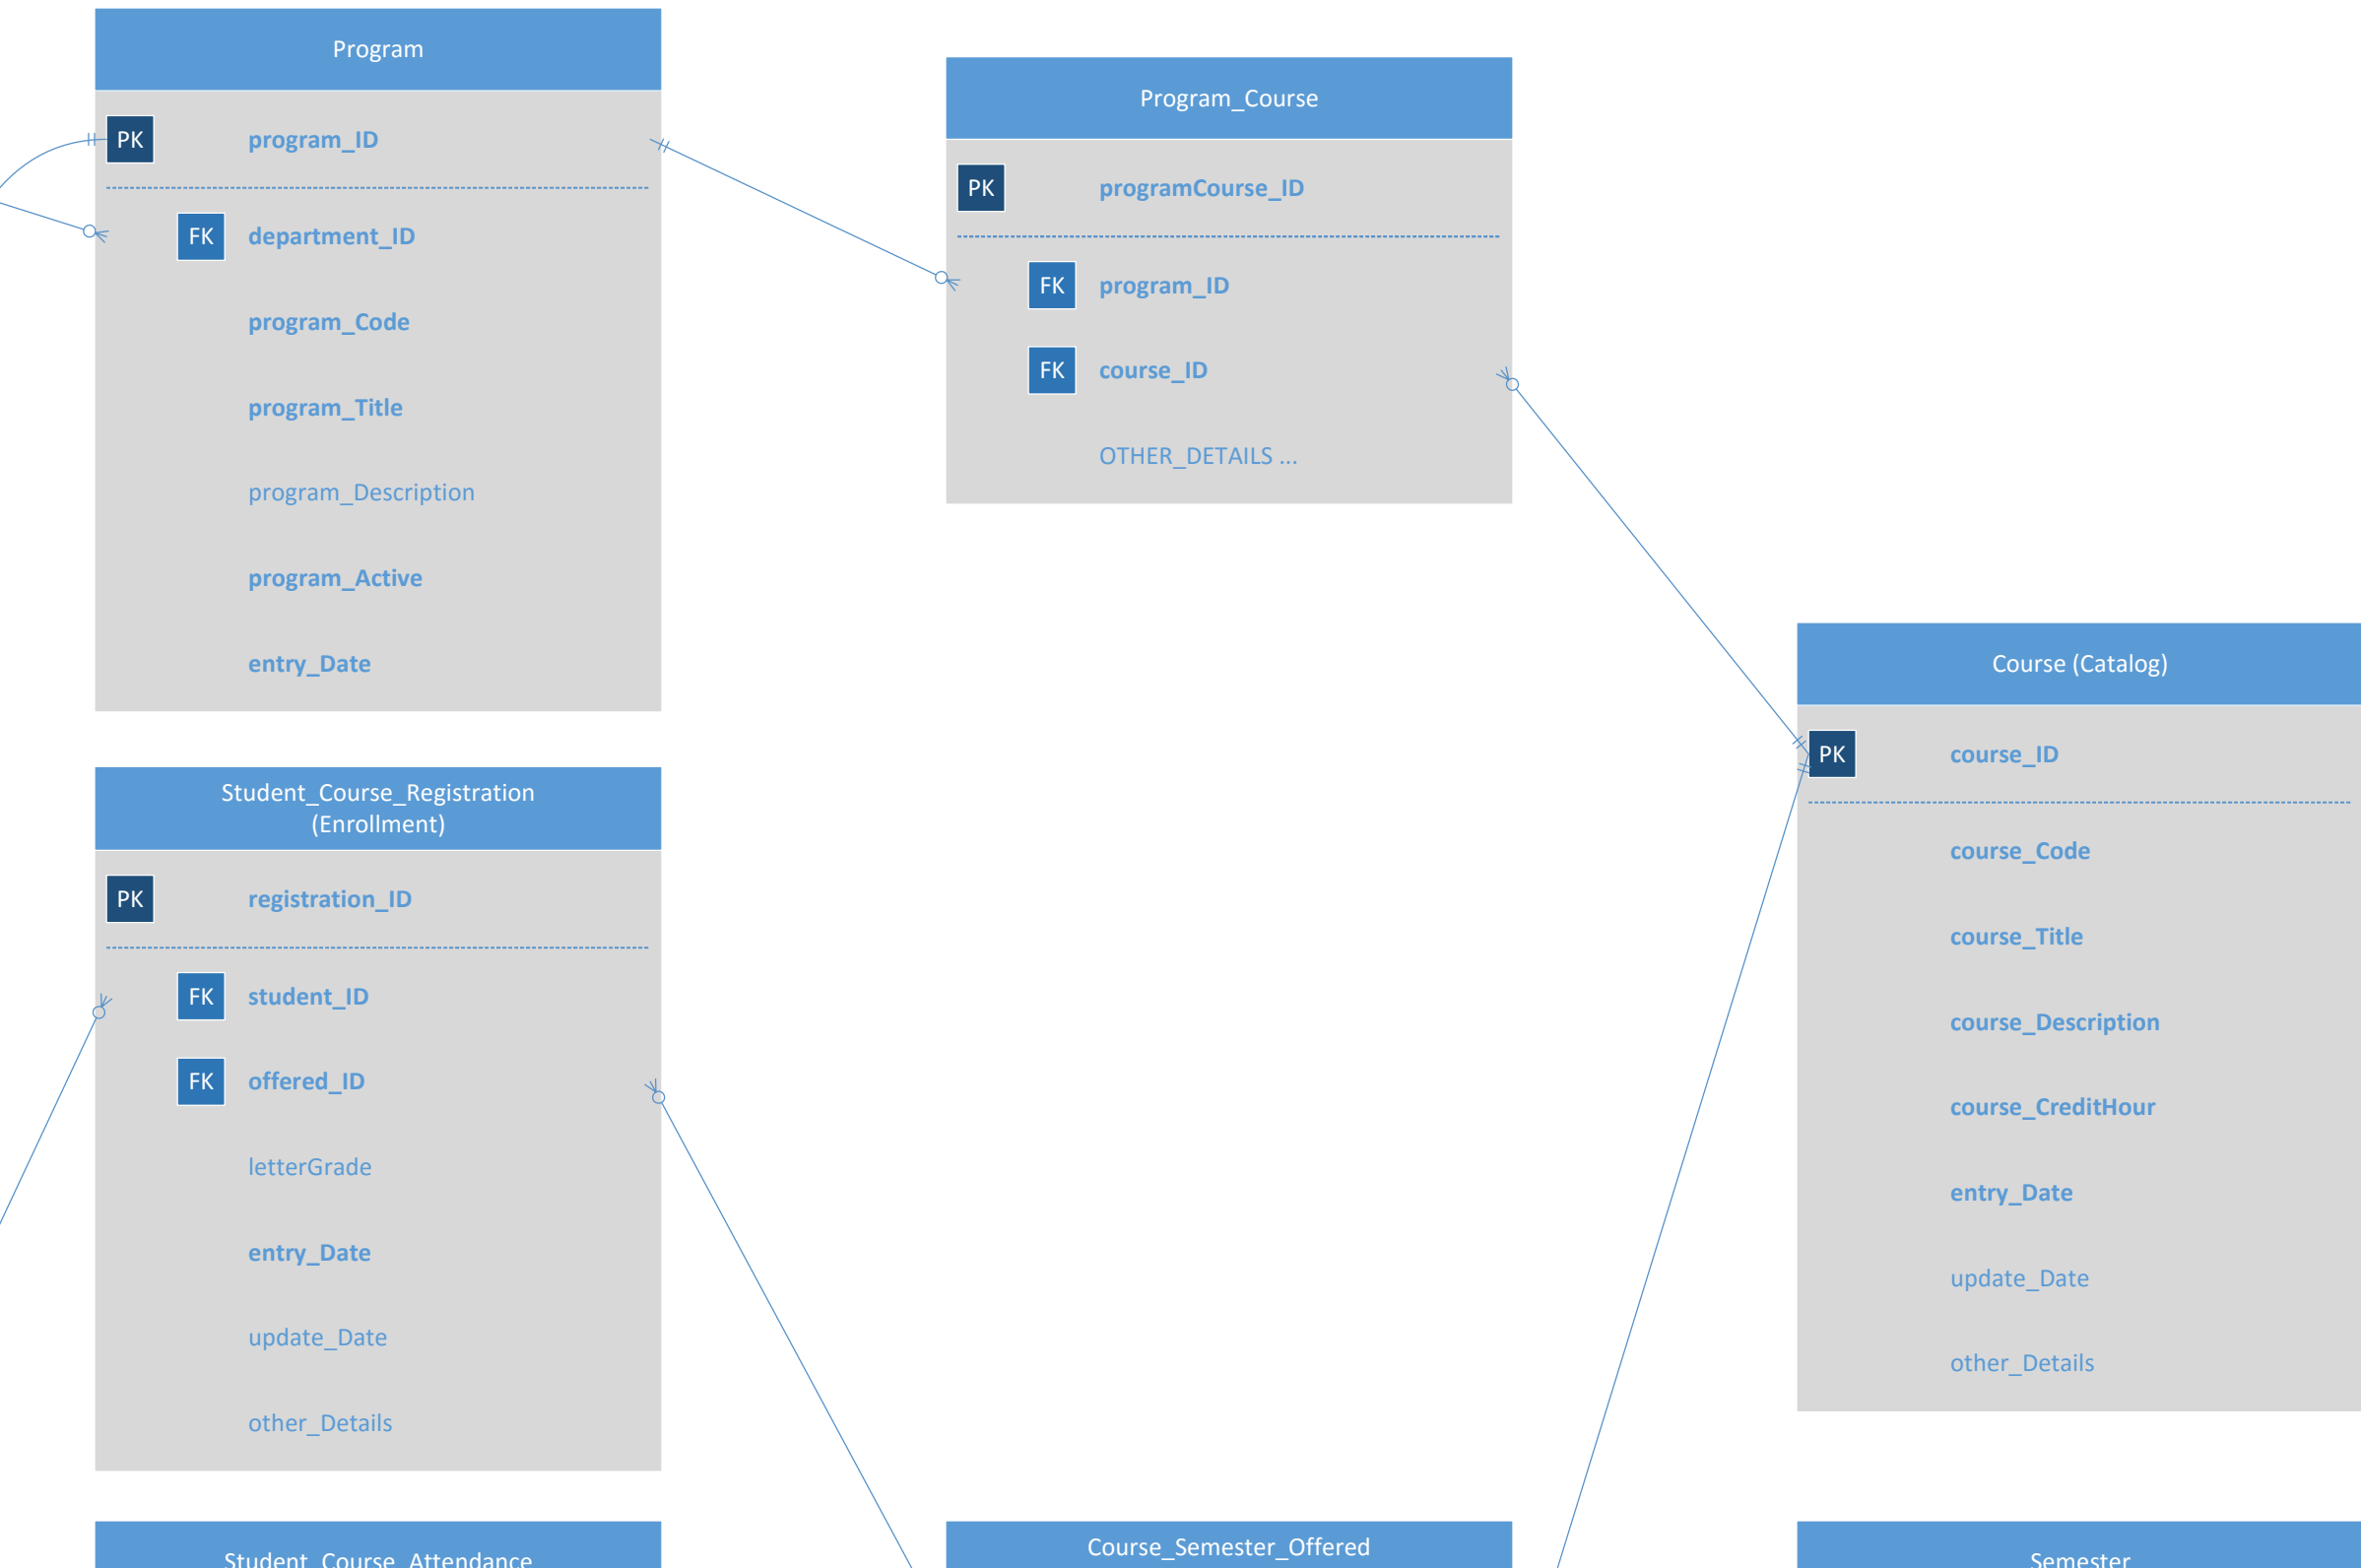 Program
PK program_ID
FK department_ID
program_Code
program_Title
program_Description
program_Active
entry_Date
Program_Course
PK programCourse_ID
FK program_ID
FK course_ID
OTHER_DETAILS ...
Course (Catalog)
PK course_ID
course_Code
course_Title
course_Description
course_CreditHour
entry_Date
update_Date
other_Details
Student_Course_Registration
(Enrollment)
PK registration_ID
FK student_ID
FK offered_ID
letterGrade
entry_Date
update_Date
other_Details
Student_Course_Attendance
Course_Semester_Offered
Semester